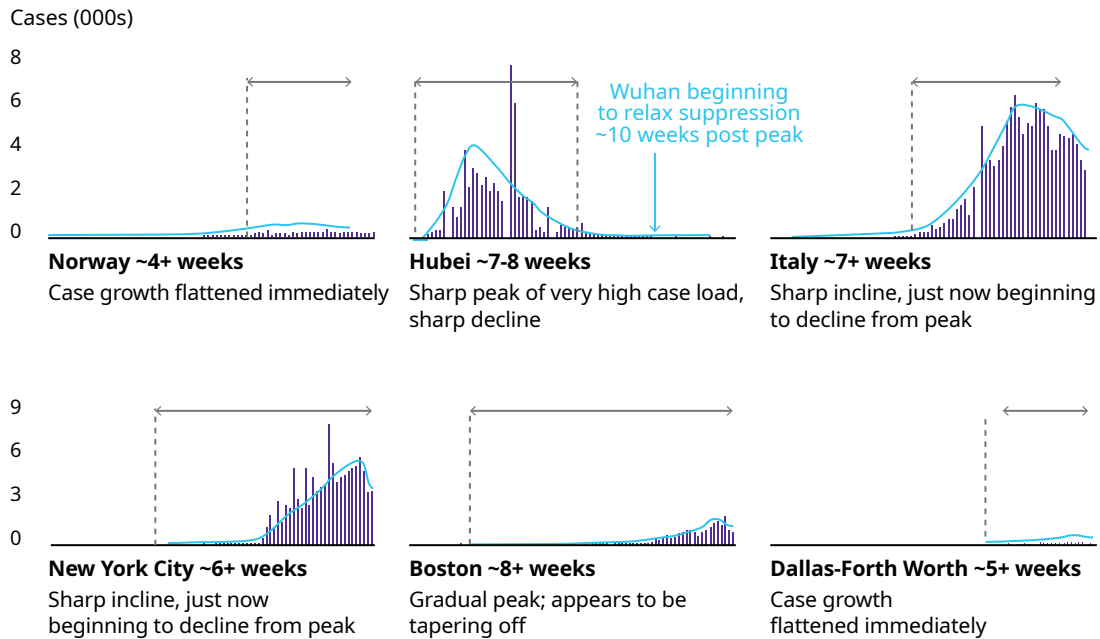 Cases (000s)
8
6
4
2
0
Wuhan beginning
to relax suppression
~10 weeks post peak
Norway ~4+ weeks
Case growth flattened immediately
Hubei ~7-8 weeks
Sharp peak of very high case load,
sharp decline
Italy ~7+ weeks
Sharp incline, just now beginning
to decline from peak
9
6
3
0
New York City ~6+ weeks
Sharp incline, just now
beginning to decline from peak
Boston ~8+ weeks
Gradual peak; appears to be
tapering off
Dallas-Forth Worth ~5+ weeks
Case growth
flattened immediately